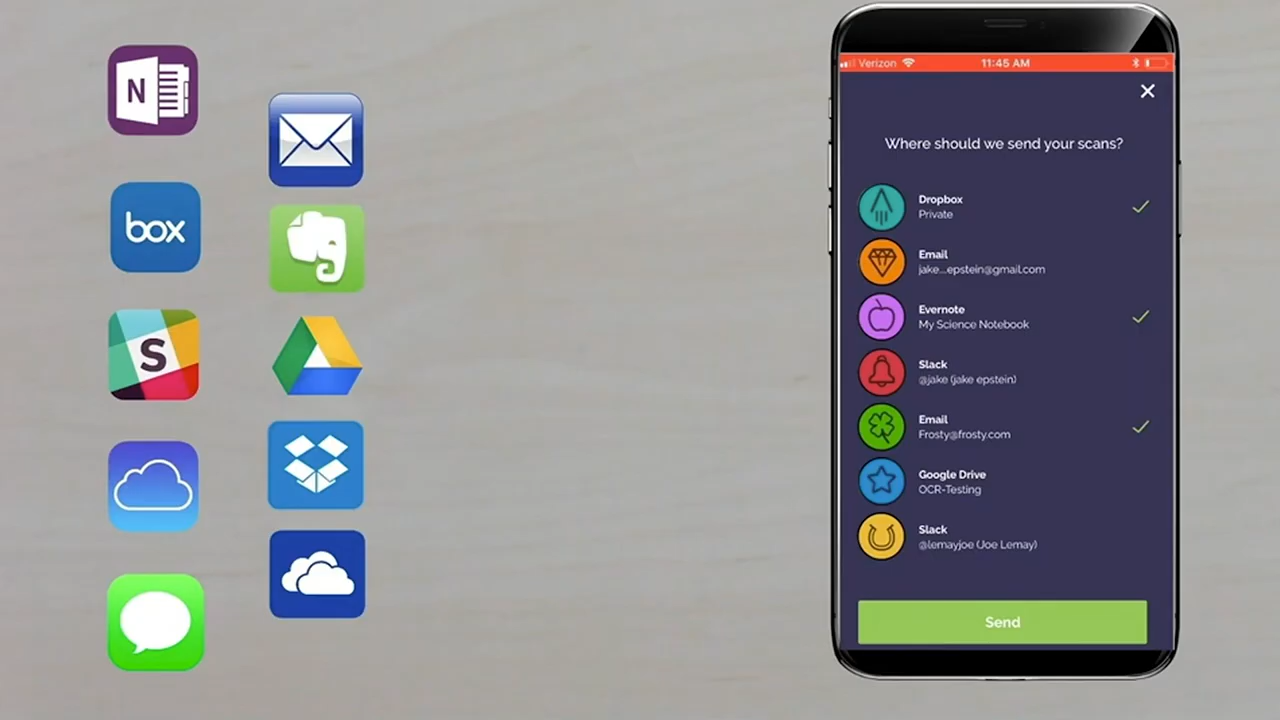 N
box
S
Verizon
11:45 AM
Where should we send your scans?
Dropbox
Private
Email
jake...epstein@gmail.com
Evernote
My Science Notebook
Slack
@jake (jake epstein)
Email
Frosty@frosty.com
Google Drive
OCR-Testing
Slack
@lemayjoe (Joe Lemay)
Send